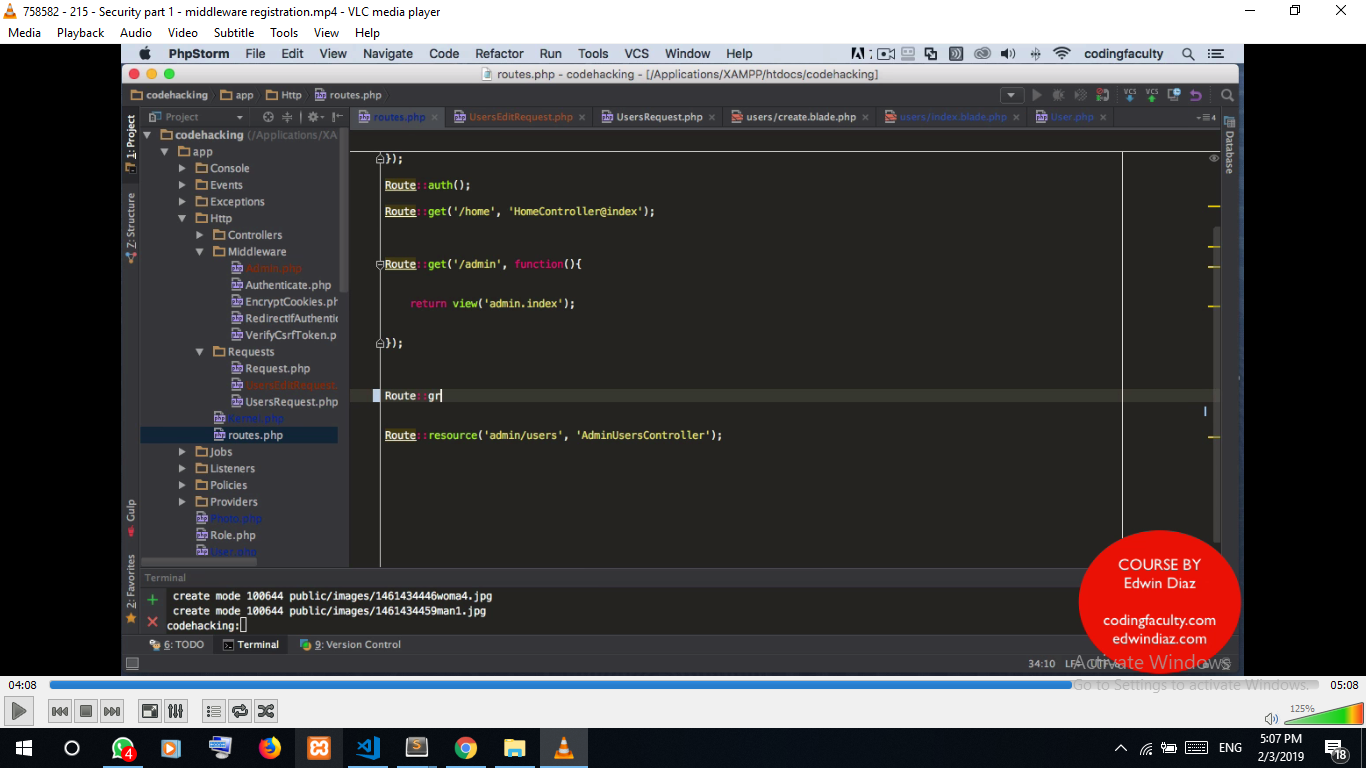 758582 - 215 - Security part 1 - middleware registration.mp4 - VLC media player
Media Playback Audio Video Subtitle Tools View Help
PhpStorm File Edit View Navigate Code Refactor Run Tools VCS Window Help codingfaculty
routes.php - codehacking - [/Applications/XAMPP/htdocs/codehacking]
codehacking app Http routes.php
VCS VCS
Project routes.php UsersEditRequest.php UsersRequest.php users/create.blade.php users/index.blade.php User.php
1: Project
Z: Structure
Gulp
2: Favorites
Database
codehacking (/Applications/XA
app
Console
Events
Exceptions
Http
Controllers
Middleware
Admin.php
Authenticate.php
EncryptCookies.ph
RedirectIfAuthentic
VerifyCsrfToken.p
Requests
Request.php
UsersEditRequest.
UsersRequest.php
Kernel.php
routes.php
Jobs
Listeners
Policies
Providers
Photo.php
Role.php
User.php
});
Route::auth();
Route::get('/home', 'HomeController@index');
Route::get('/admin', function(){
return view('admin.index');
});
Route::gr
Route::resource('admin/users', 'AdminUsersController');
Terminal
create mode 100644 public/images/1461434446woma4.jpg
create mode 100644 public/images/1461434459man1.jpg
codehacking:
6: TODO Terminal 9: Version Control
34:10
COURSE BY
Edwin Diaz
codingfaculty.com
edwindiaz.com
Activate Windows
Go to Settings to activate Windows.
04:08 05:08
125%
4
ENG
5:07 PM
2/3/2019
18